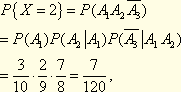 P{X=2}=P(A₁A₂A̅₃)
=P(A₁)P(A₂|A₁)P(A̅₃|A₁A₂)
=3/10·2/9·7/8=7/120,